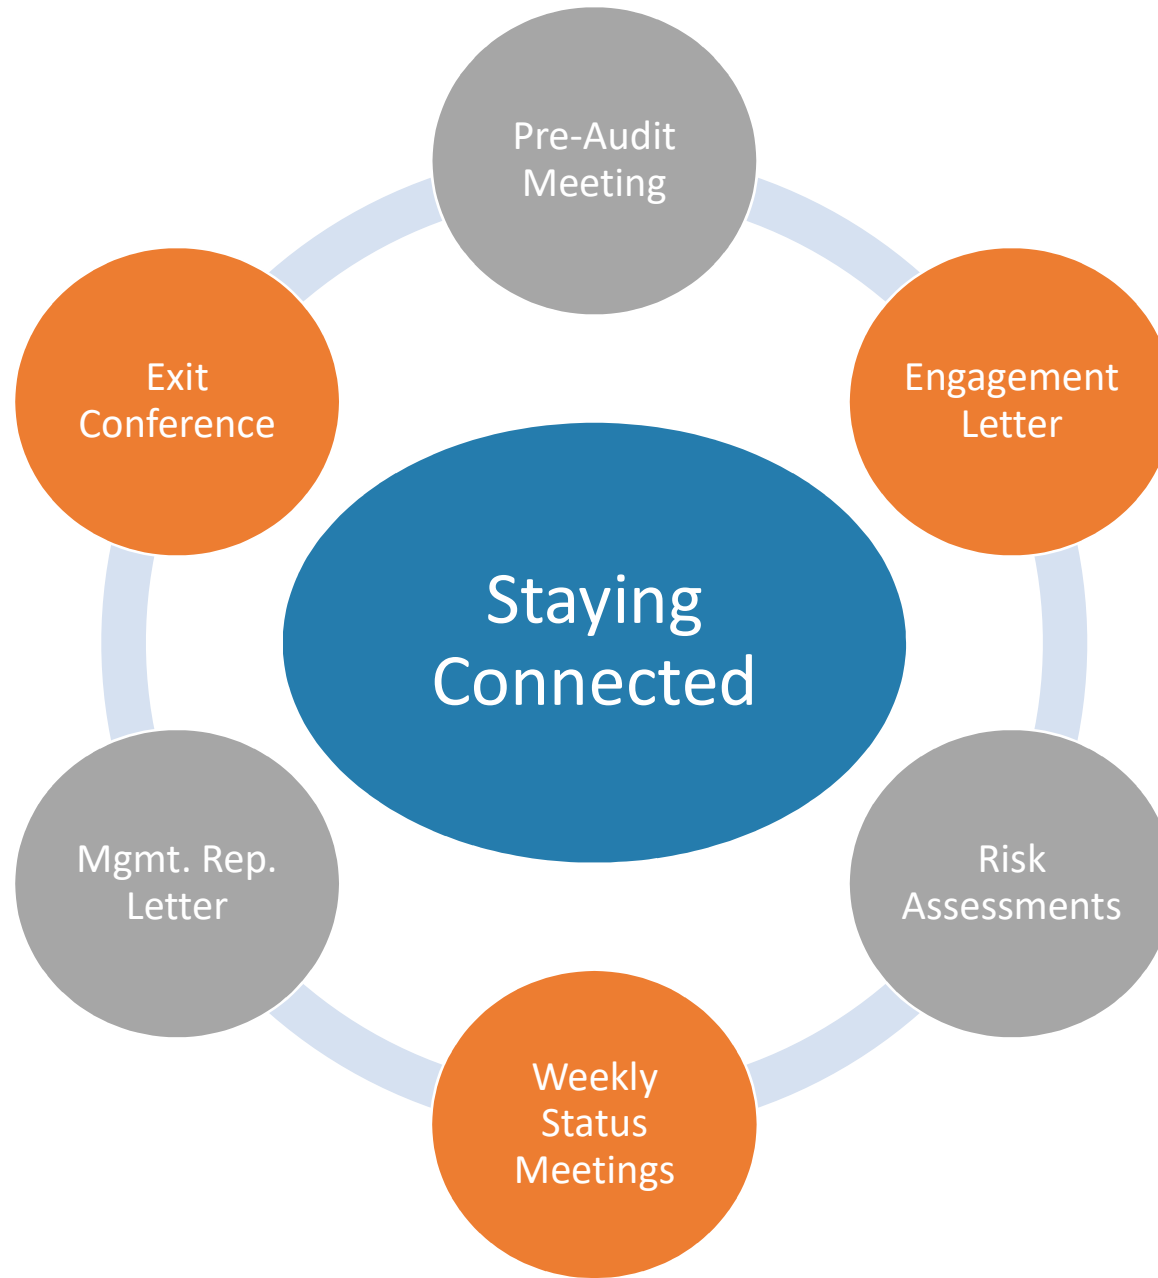 Pre-Audit
Meeting
Engagement
Letter
Risk
Assessments
Weekly
Status
Meetings
Mgmt. Rep.
Letter
Exit
Conference
Staying
Connected